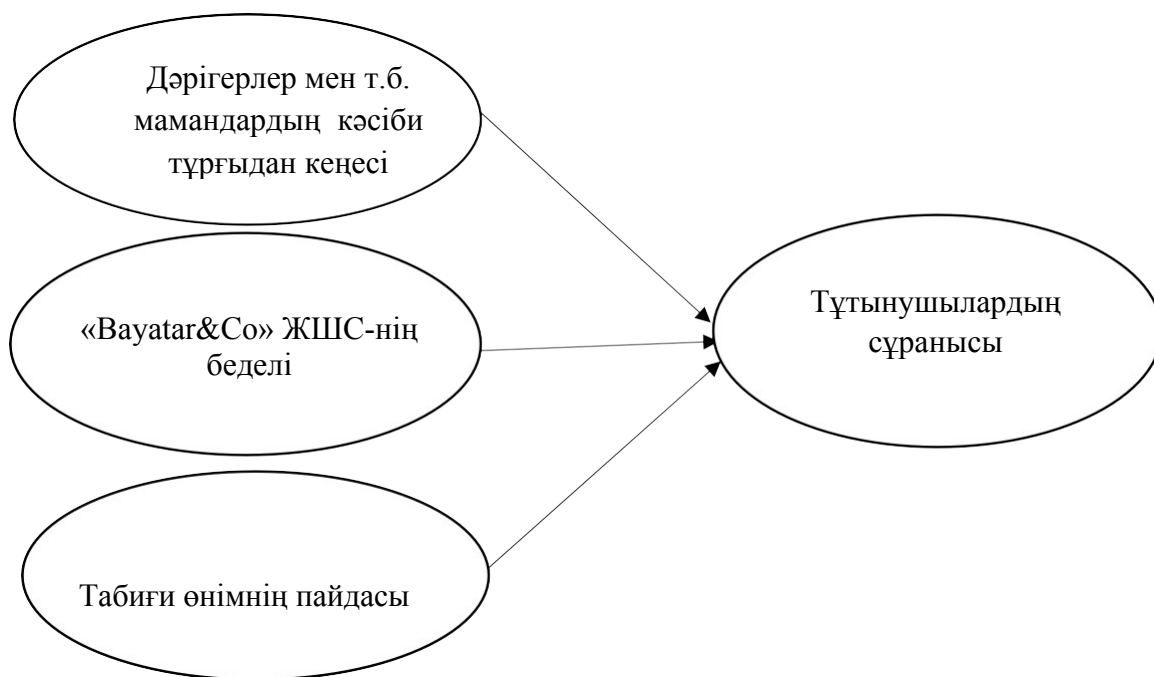 Дәрігерлер мен т.б.
мамандардың кәсіби
тұрғыдан кеңесі
«Bayatar&Co» ЖШС-нің
беделі
Табиғи өнімнің пайдасы
Тұтынушылардың
сұранысы